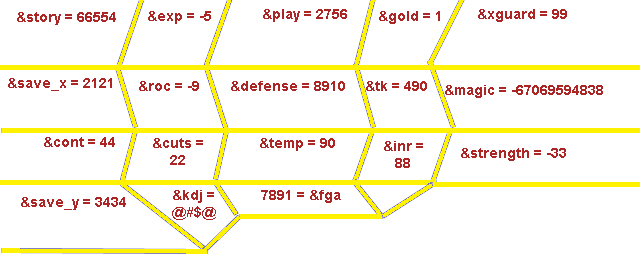 &story = 66554
&exp = -5
&play = 2756
&gold = 1
&xguard = 99
&save_x = 2121
&roc = -9
&defense = 8910
&tk = 490
&magic = -67069594838
&cont = 44
&cuts =
22
&temp = 90
&inr =
88
&strength = -33
&save_y = 3434
&kdj =
@#$@
7891 = &fga